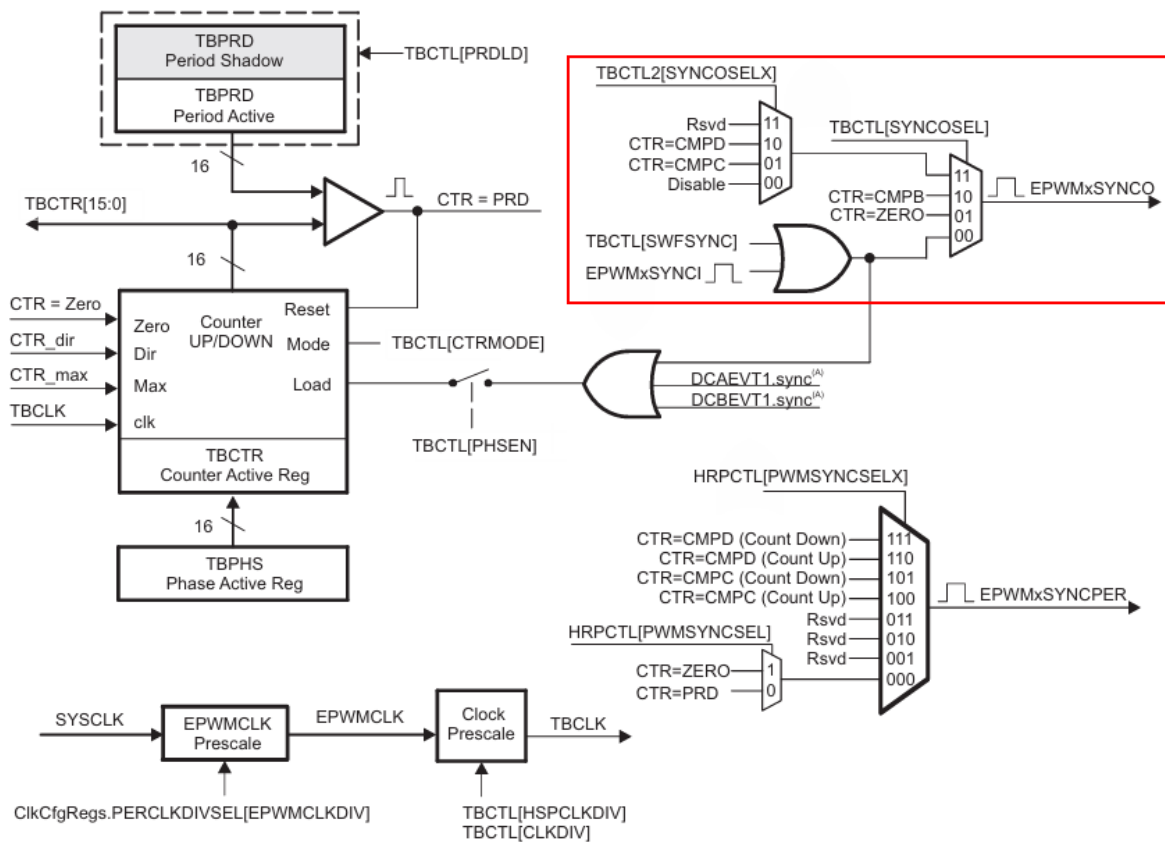 TBPRD
Period Shadow
TBPRD
Period Active
TBCTL[PRDLD]
16
TBCTR[15:0]
CTR = PRD
16
CTR = Zero
CTR_dir
CTR_max
TBCLK
Zero
Dir
Max
clk
Counter
UP/DOWN
Reset
Mode
Load
TBCTL[CTRMODE]
TBCTL[PHSEN]
TBCTR
Counter Active Reg
16
TBPHS
Phase Active Reg
TBCTL2[SYNCOSELX]
Rsvd 11
CTR=CMPD 10
CTR=CMPC 01
Disable 00
TBCTL[SYNCOSEL]
11
CTR=CMPB 10
CTR=ZERO 01
00
EPWMxSYNCO
TBCTL[SWFSYNC]
EPWMxSYNCI
DCAEVT1.sync(A)
DCBEVT1.sync(A)
HRPCTL[PWMSYNCSELX]
CTR=CMPD (Count Down) 111
CTR=CMPD (Count Up) 110
CTR=CMPC (Count Down) 101
CTR=CMPC (Count Up) 100
Rsvd 011
Rsvd 010
Rsvd 001
000
EPWMxSYNCPER
HRPCTL[PWMSYNCSEL]
CTR=ZERO 1
CTR=PRD 0
SYSCLK
EPWMCLK
Prescale
EPWMCLK
Clock
Prescale
TBCLK
ClkCfgRegs.PERCLKDIVSEL[EPWMCLKDIV]
TBCTL[HSPCLKDIV]
TBCTL[CLKDIV]